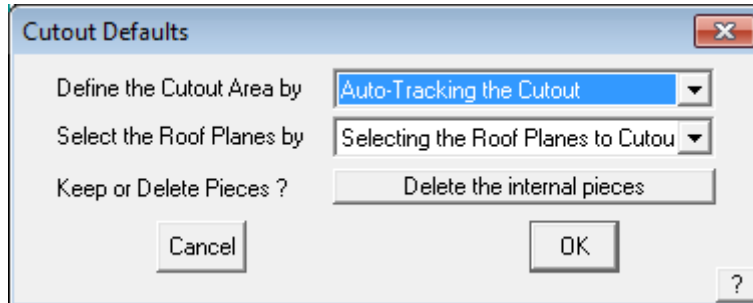 Cutout Defaults
Define the Cutout Area by Auto-Tracking the Cutout
Select the Roof Planes by Selecting the Roof Planes to Cutou
Keep or Delete Pieces ? Delete the internal pieces
Cancel OK
?